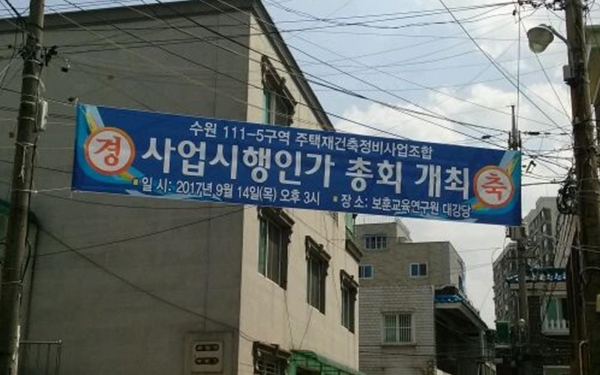 수원 111-5구역 주택재건축정비사업조합
경 사업시행인가 총회 개최 축
일 시: 2017년 9월 14일(목) 오후 3시 장 소: 보훈교육연구원 대강당